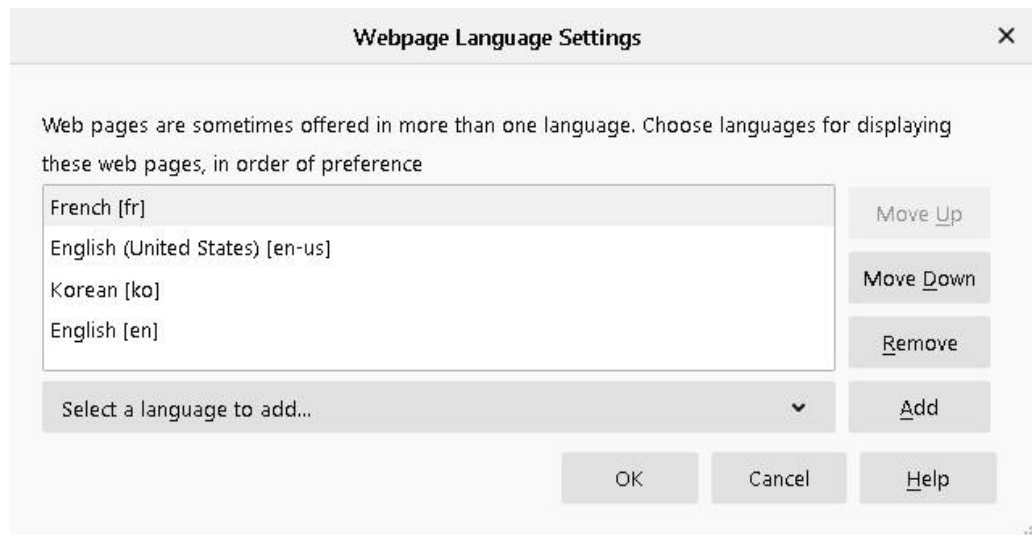 Webpage Language Settings
Web pages are sometimes offered in more than one language. Choose languages for displaying
these web pages, in order of preference
French [fr]
English (United States) [en-us]
Korean [ko]
English [en]
Move Up
Move Down
Remove
Select a language to add...
Add
OK
Cancel
Help